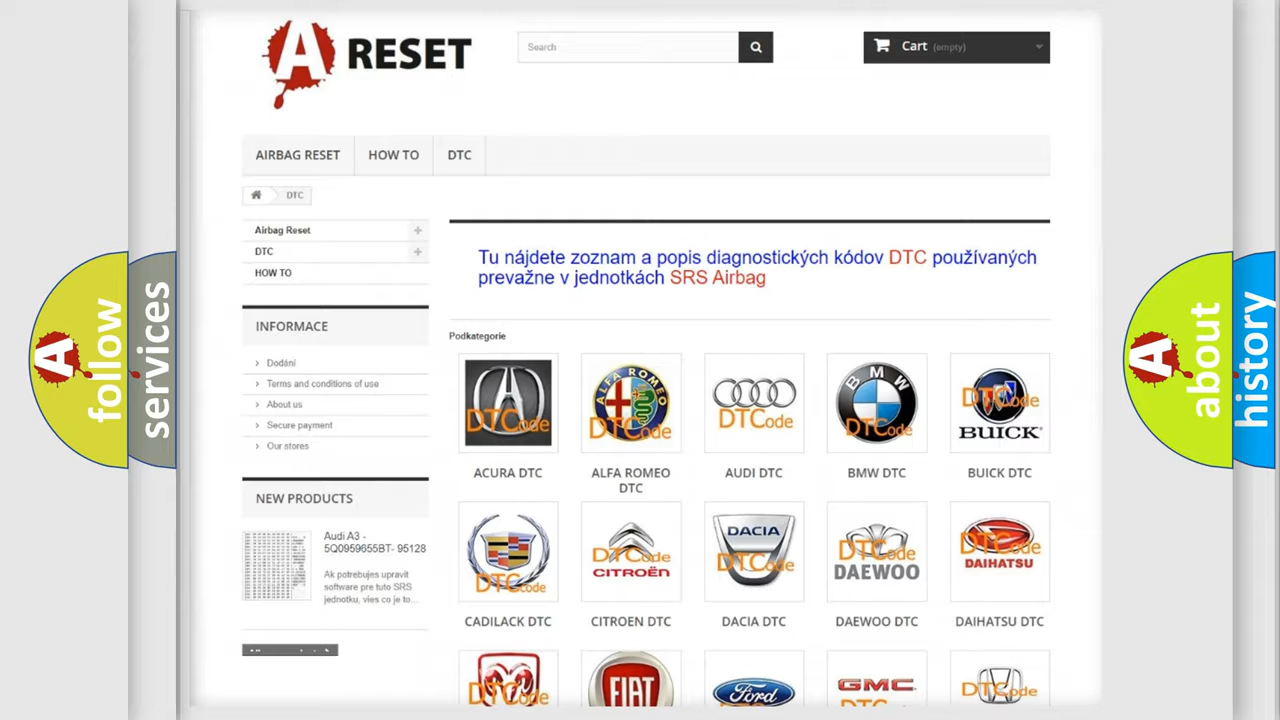 A RESET
Search
Cart (empty)
AIRBAG RESET
HOW TO
DTC
DTC
Airbag Reset
DTC
HOW TO
INFORMACE
Dodání
Terms and conditions of use
About us
Secure payment
Our stores
NEW PRODUCTS
Audi A3 -
5Q0959655BT- 95128
Ak potrebujes upravit
software pre tuto SRS
jednotku, vies co je to...
Tu nájdete zoznam a popis diagnostických kódov DTC používaných
prevažne v jednotkách SRS Airbag
Podkategorie
DTCode
ALFA ROMEO
DTCode
DTCode
BMW
DTCode
DTCode
BUICK
ACURA DTC
ALFA ROMEO
DTC
AUDI DTC
BMW DTC
BUICK DTC
DTCode
DTCode
CITROËN
DACIA
DTCode
DTCode
DAEWOO
DTCode
DAIHATSU
CADILACK DTC
CITROEN DTC
DACIA DTC
DAEWOO DTC
DAIHATSU DTC
DTCode
FIAT
Ford
GMC
DTCode
A follow
services
A about
history